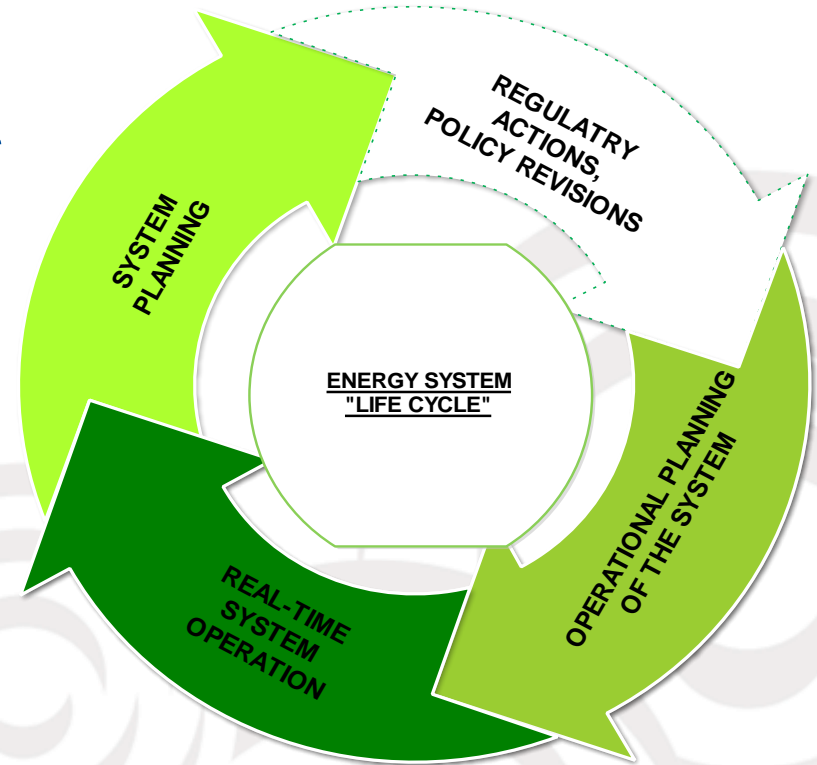 REGULATRY
ACTIONS,
POLICY REVISIONS
SYSTEM
PLANNING
ENERGY SYSTEM
"LIFE CYCLE"
OPERATIONAL PLANNING
OF THE SYSTEM
REAL-TIME
SYSTEM
OPERATION